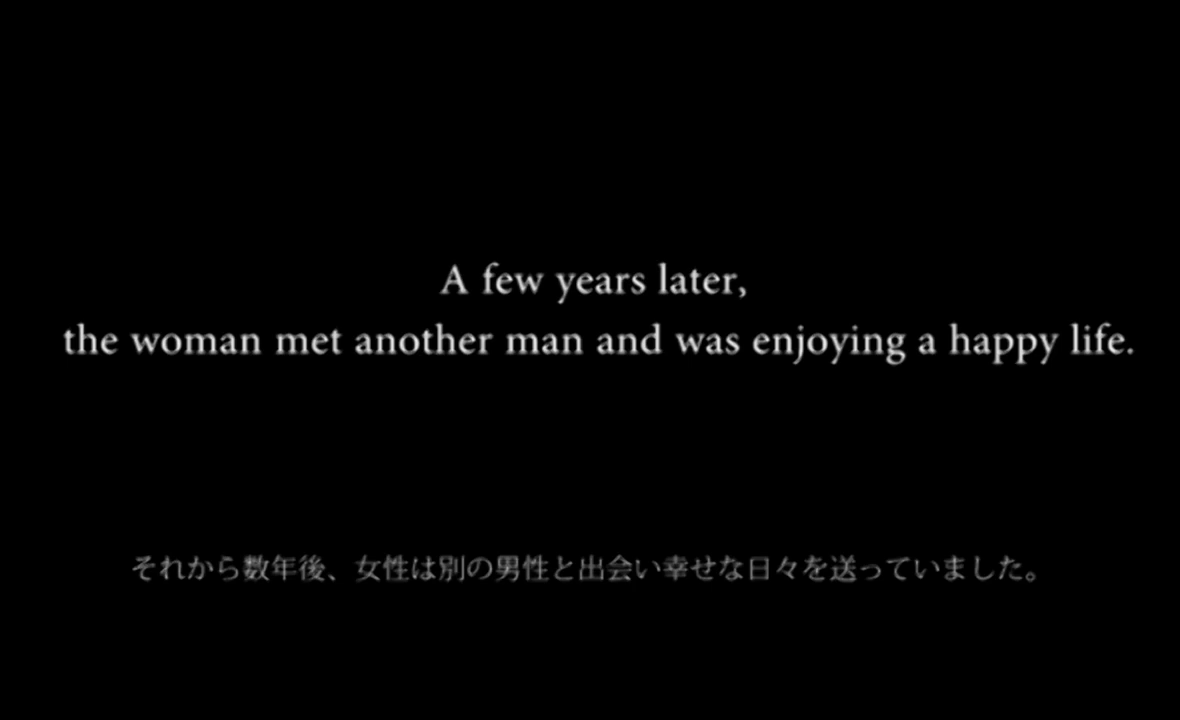 A few years later,
the woman met another man and was enjoying a happy life.
それから数年後、女性は別の男性と出会い幸せな日々を送っていました。